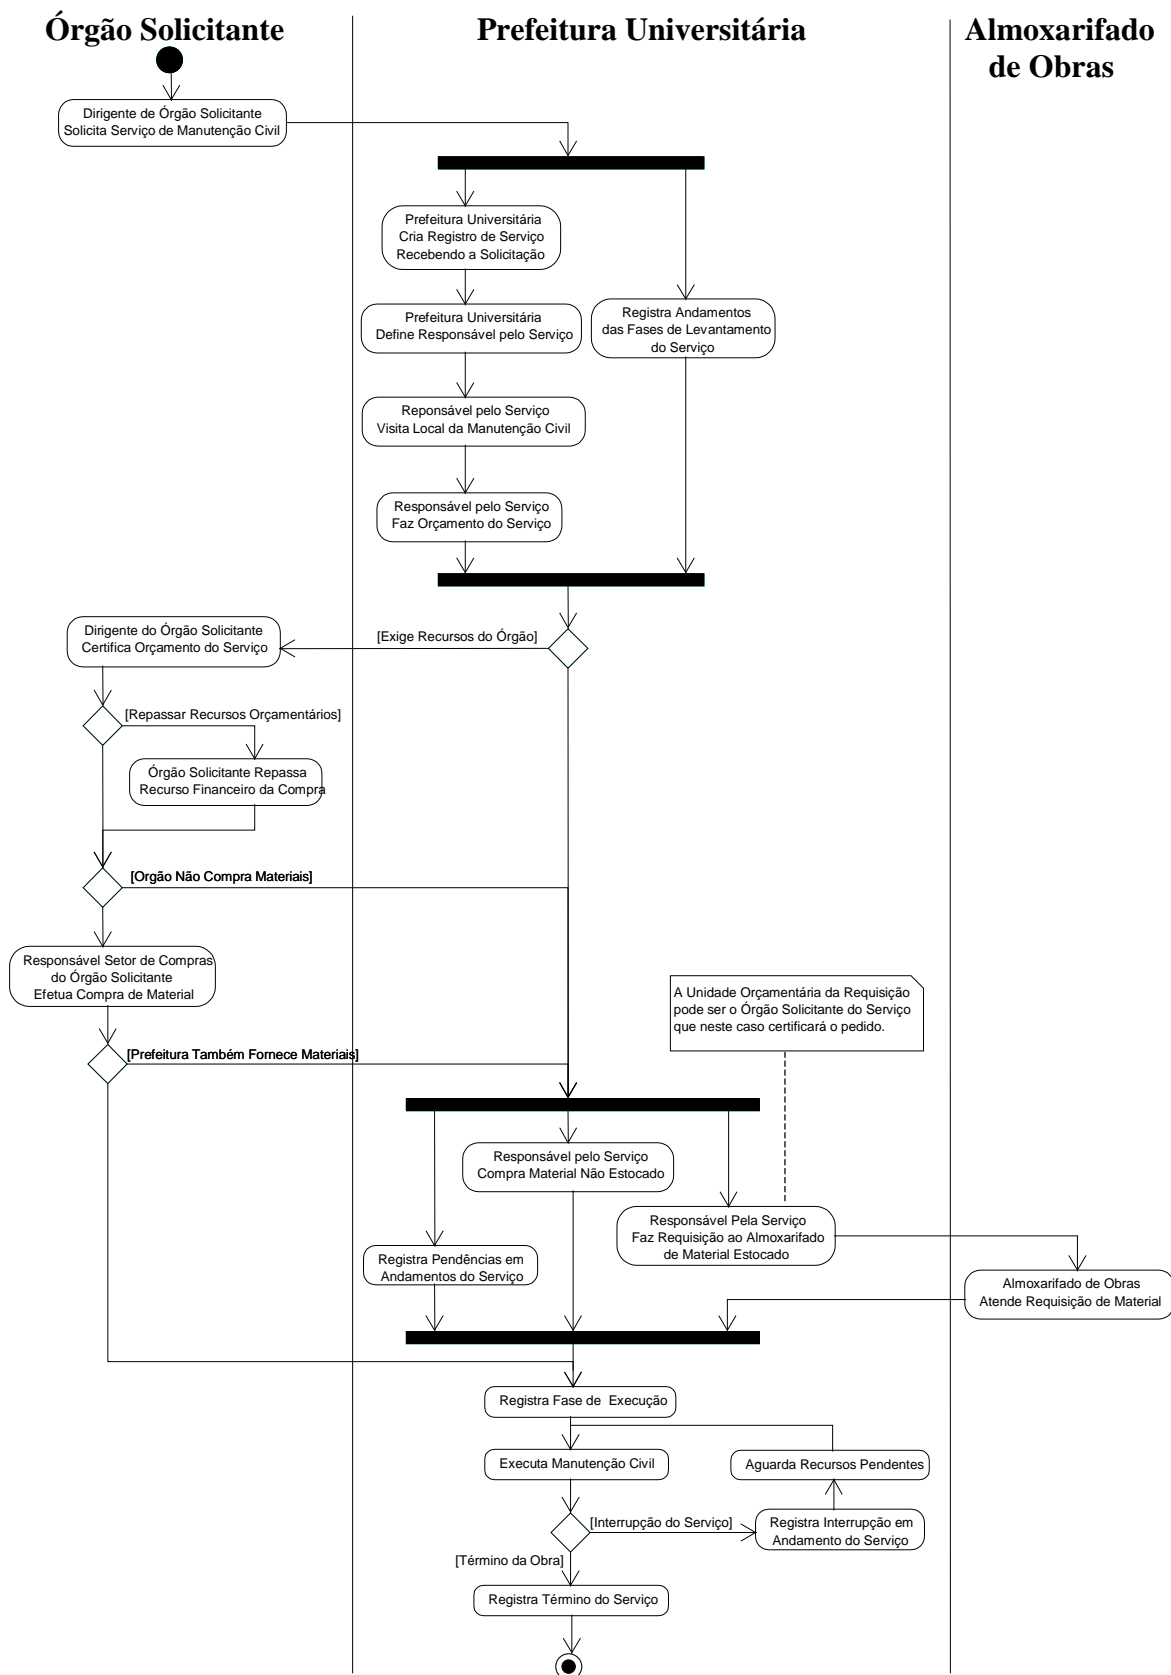 Órgão Solicitante
Prefeitura Universitária
Almoxarifado
de Obras
Dirigente de Órgão Solicitante
Solicita Serviço de Manutenção Civil
Prefeitura Universitária
Cria Registro de Serviço
Recebendo a Solicitação
Prefeitura Universitária
Define Responsável pelo Serviço
Registra Andamentos
das Fases de Levantamento
do Serviço
Reponsável pelo Serviço
Visita Local da Manutenção Civil
Responsável pelo Serviço
Faz Orçamento do Serviço
Dirigente do Órgão Solicitante
Certifica Orçamento do Serviço
[Exige Recursos do Órgão]
[Repassar Recursos Orçamentários]
Órgão Solicitante Repassa
Recurso Financeiro da Compra
[Orgão Não Compra Materiais]
Responsável Setor de Compras
do Órgão Solicitante
Efetua Compra de Material
A Unidade Orçamentária da Requisição
pode ser o Órgão Solicitante do Serviço
que neste caso certificará o pedido.
[Prefeitura Também Fornece Materiais]
Responsável pelo Serviço
Compra Material Não Estocado
Responsável Pela Serviço
Faz Requisição ao Almoxarifado
de Material Estocado
Registra Pendências em
Andamentos do Serviço
Almoxarifado de Obras
Atende Requisição de Material
Registra Fase de Execução
Executa Manutenção Civil
Aguarda Recursos Pendentes
[Interrupção do Serviço]
Registra Interrupção em
Andamento do Serviço
[Término da Obra]
Registra Término do Serviço